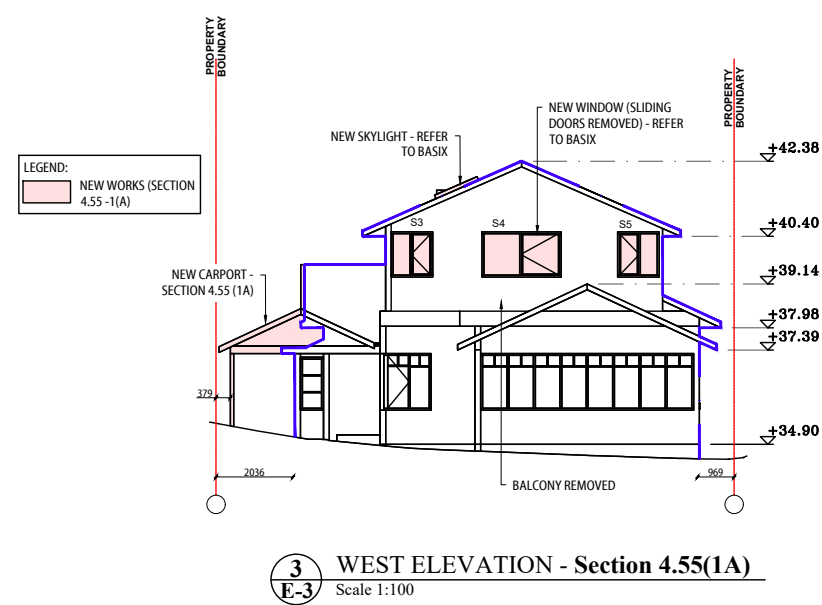 PROPERTY
BOUNDARY
PROPERTY
BOUNDARY
NEW WINDOW (SLIDING
DOORS REMOVED) - REFER
TO BASIX
NEW SKYLIGHT - REFER
TO BASIX
+42.38
LEGEND:
NEW WORKS (SECTION
4.55 -1(A)
S3
S4
S5
+40.40
NEW CARPORT -
SECTION 4.55 (1A)
+39.14
+37.98
+37.39
379
+34.90
2036
969
BALCONY REMOVED
3
E-3
WEST ELEVATION - Section 4.55(1A)
Scale 1:100